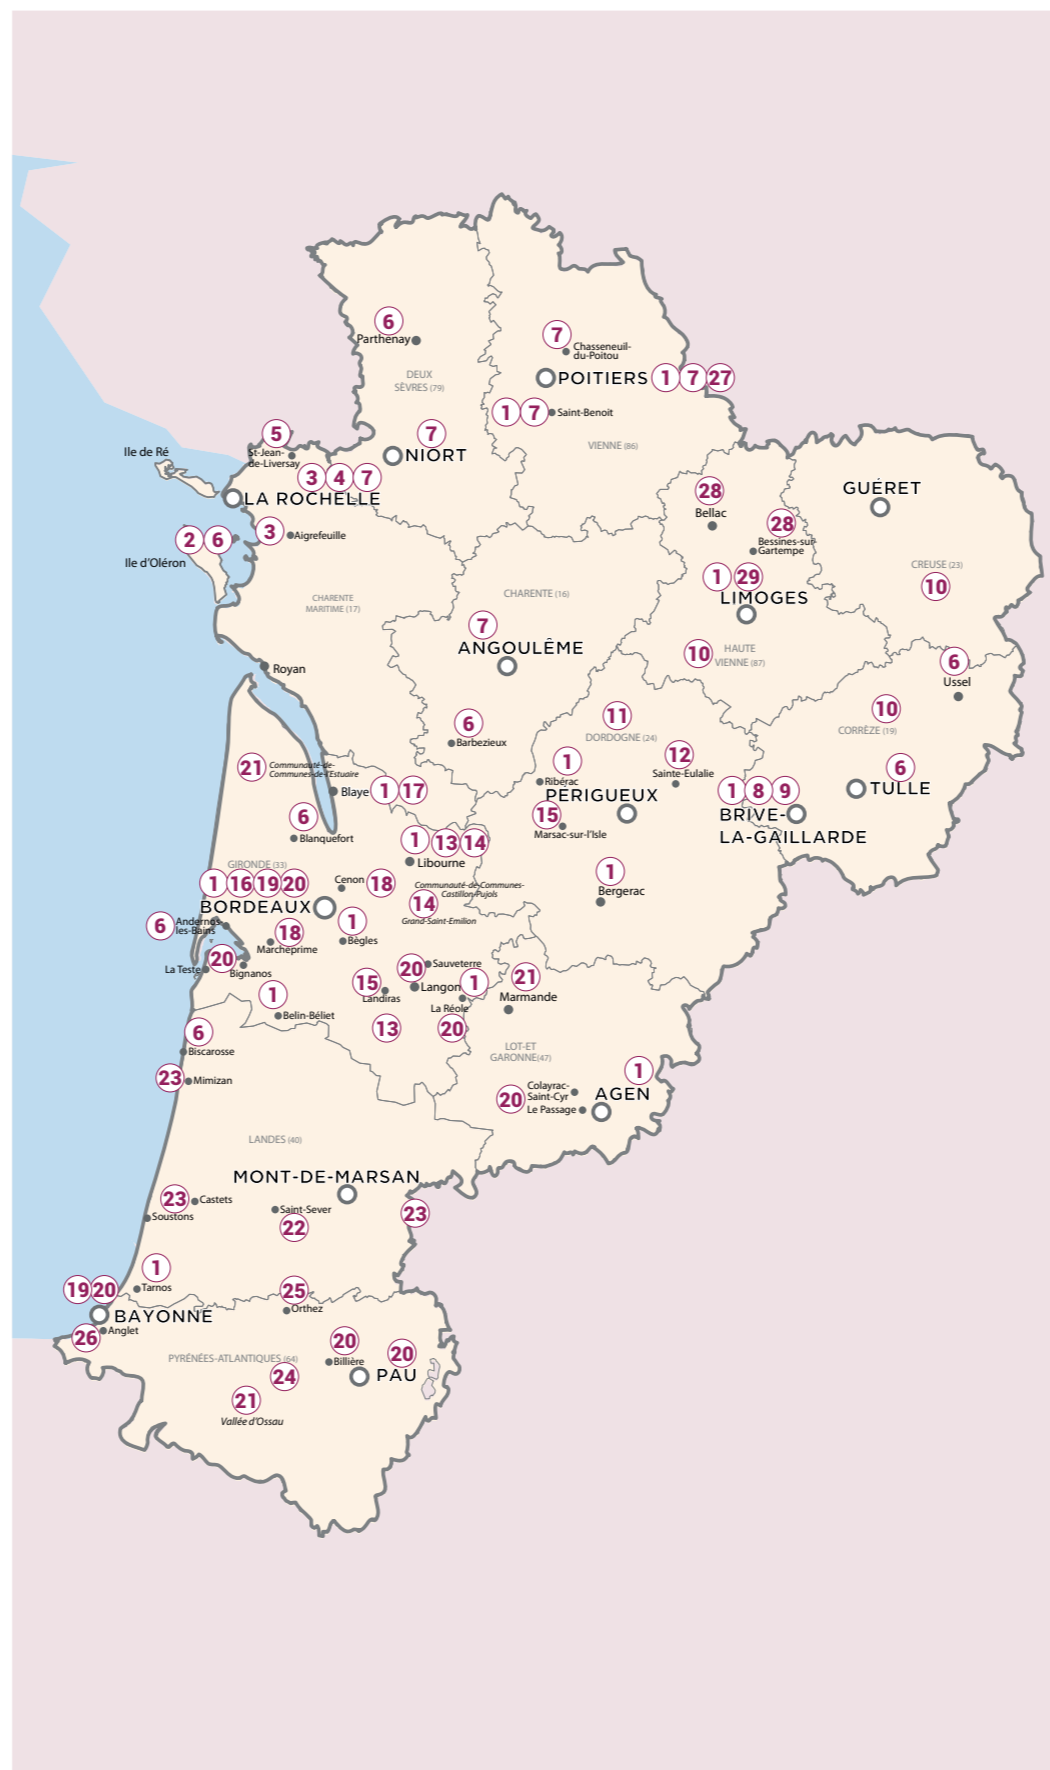 6
Parthenay
7
Chasseneuil-
du-Poitou
DEUX
SÈVRES (79)
POITIERS 1 7 27
1 7 Saint-Benoit
VIENNE (86)
5
St-Jean-
de-Liversay
7
NIORT
Ile de Ré
3 4 7
LA ROCHELLE
28
Bellac
GUÉRET
28
Bessines-sur-
Gartempe
2 6
Ile d'Oléron
3 Aigrefeuille
CREUSE (23)
10
1 29
LIMOGES
CHARENTE
MARITIME (17)
CHARENTE (16)
7
ANGOULÊME
10 HAUTE
VIENNE (87)
6
Ussel
Royan
10
CORRÈZE (19)
11
DORDOGNE (24)
6
Barbezieux
12
Sainte-Eulalie
21 Communauté-de-
Communes-de-l'Estuaire
1
Ribérac
6
TULLE
Blaye 1 17
PERIGUEUX
15
Marsac-sur-l'Isle
1 8 9
BRIVE-
LA-GAILLARDE
6
Blanquefort
1 13 14
Libourne
GIRONDE (33)
1 16 19 20
BORDEAUX
Cenon 18
Communauté-de-Communes-
Castillon-Pujols
14
Grand-Saint-Emilion
1
Bergerac
6 Andernos-
les-Bains
18
Marcheprime
1
Bègles
La Teste 20
Bignanos
20 Sauveterre
Langon 1
La Réole
20
15
Landiras
13
21
Marmande
1
Belin-Béliet
6
Biscarosse
23 Mimizan
LOT-ET
GARONNE(47)
1
AGEN
20 Colayrac-
Saint-Cyr
Le Passage
LANDES (40)
MONT-DE-MARSAN
23 Castets
Soustons
Saint-Sever
22
23
1
Tarnos
19 20
BAYONNE
25
Orthez
26 Anglet
PYRÉNÉES-ATLANTIQUES (64)
20
Billière
20
PAU
24
21
Vallée d'Ossau